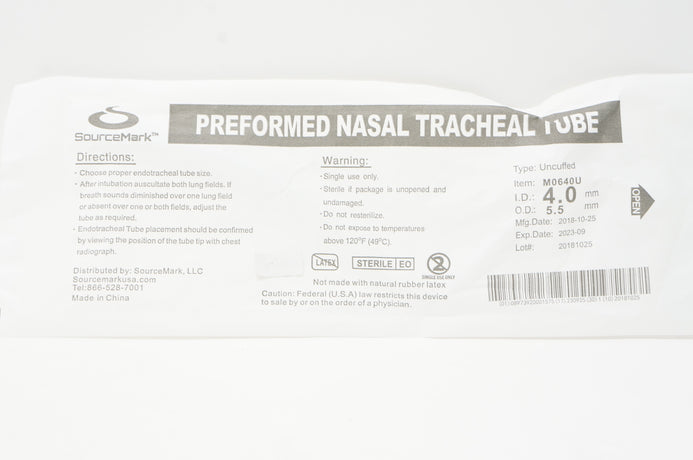 SourceMark™
PREFORMED NASAL TRACHEAL TUBE
Directions:
· Choose proper endotracheal tube size.
· After intubation auscultate both lung fields. If
breath sounds diminished over one lung field
or absent over one or both fields, adjust the
tube as required.
· Endotracheal Tube placement should be confirmed
by viewing the position of the tube tip with chest
radiograph.
Distributed by: SourceMark, LLC
Sourcemarkusa.com
Tel:866-528-7001
Made in China
Warning:
·Single use only.
·Sterile if package is unopened and
undamaged.
·Do not resterilize.
·Do not expose to temperatures
above 120°F (49°C).
LATEX
STERILE EO
2
SINGLE USE ONLY
Not made with natural rubber latex
Caution: Federal (U.S.A) law restricts this device
to sale by or on the order of a physician.
Type: Uncuffed
Item: M0640U
I.D.: 4.0 mm
O.D.: 5.5 mm
Mfg.Date: 2018-10-25
Exp.Date: 2023-09
Lot#: 20181025
OPEN